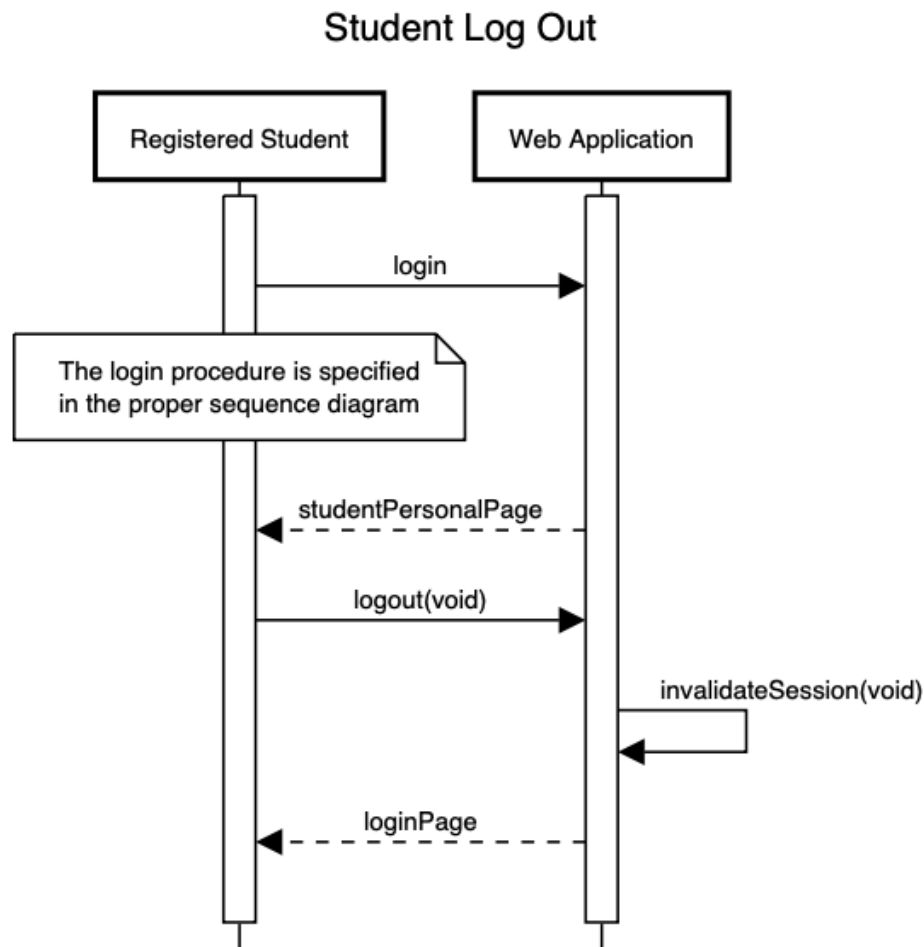 Student Log Out
Registered Student
Web Application
login
The login procedure is specified
in the proper sequence diagram
studentPersonalPage
logout(void)
invalidateSession(void)
loginPage